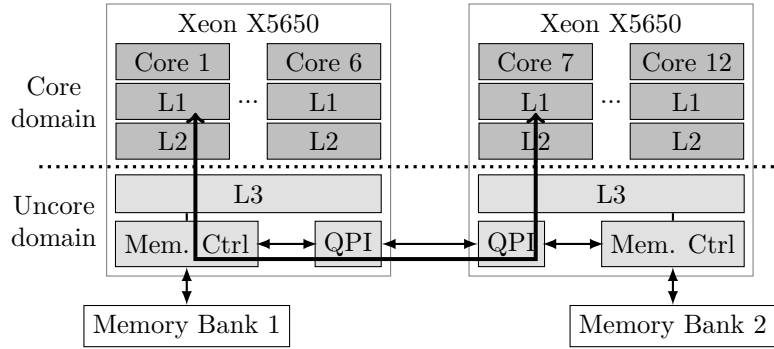 Xeon X5650 Xeon X5650
Core 1 Core 6 Core 7 Core 12
Core
domain
L1 ... L1 L1 ... L1
L2 L2 L2 L2
L3 L3
Uncore
domain
Mem. Ctrl QPI QPI Mem. Ctrl
Memory Bank 1 Memory Bank 2